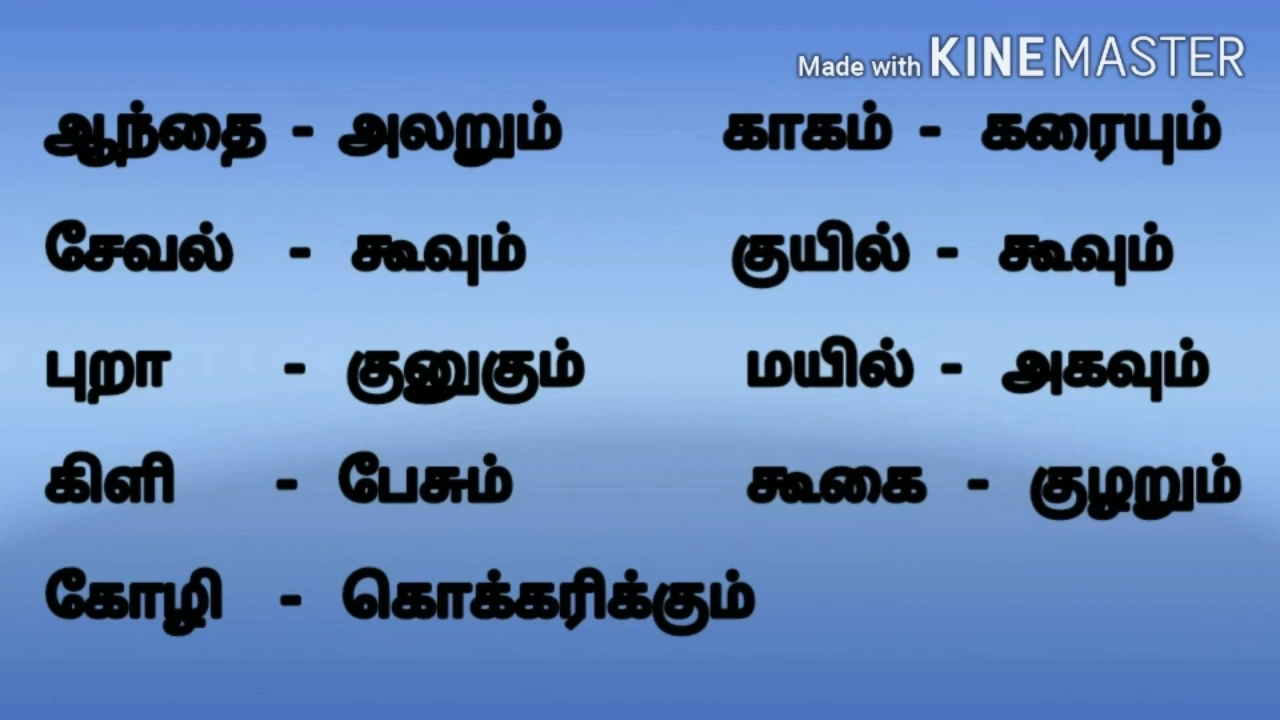 Made with KINEMASTER
ஆந்தை - அலறும் காகம் - கரையும்
சேவல் - கூவும் குயில் - கூவும்
புறா - குனுகும் மயில் - அகவும்
கிளி - பேசும் கூகை - குழறும்
கோழி - கொக்கரிக்கும்